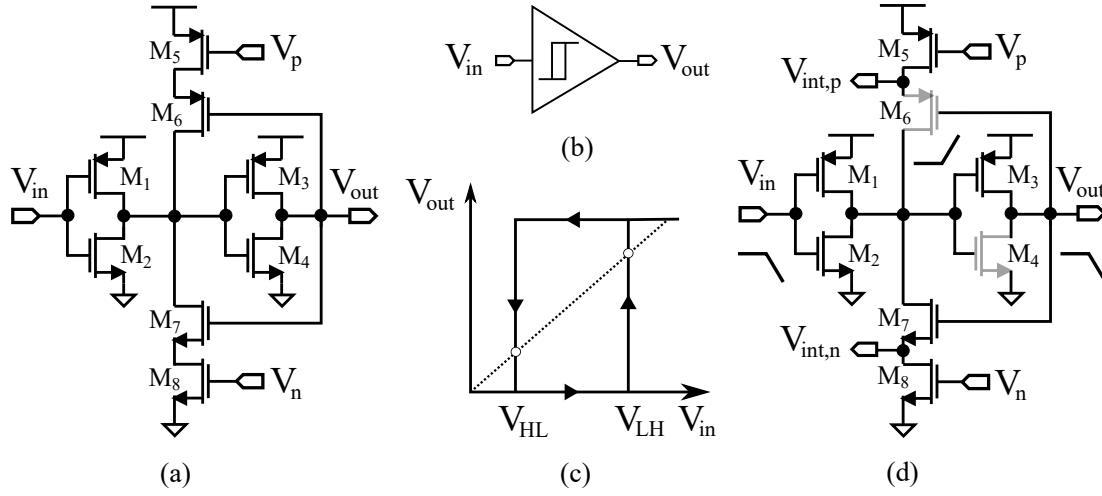 M5
Vp
M6
Vin
M1
M3
Vout
M2
M4
M7
M8
Vn
(a)
Vin
Vout
(b)
Vout
VHL
VLH
Vin
(c)
M5
Vp
Vint,p
M6
Vin
M1
M3
Vout
M2
M4
M7
Vint,n
M8
Vn
(d)